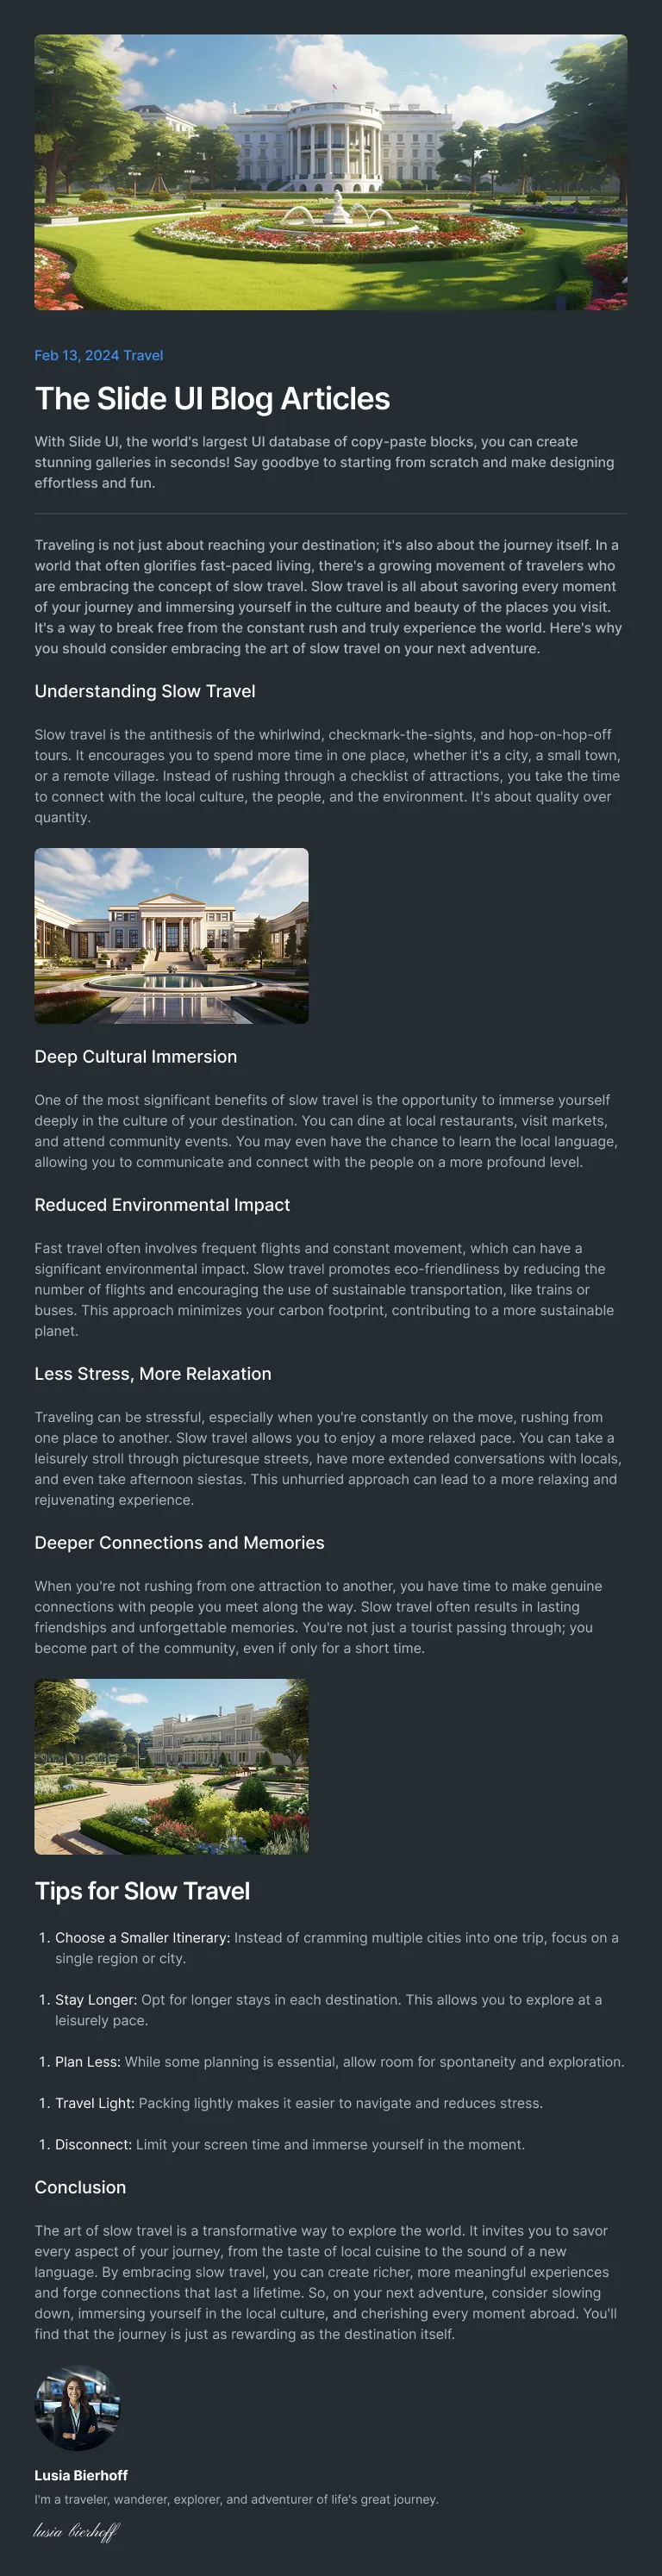 Feb 13, 2024 Travel
The Slide UI Blog Articles
With Slide UI, the world's largest UI database of copy-paste blocks, you can create
stunning galleries in seconds! Say goodbye to starting from scratch and make designing
effortless and fun.
Traveling is not just about reaching your destination; it's also about the journey itself. In a
world that often glorifies fast-paced living, there's a growing movement of travelers who
are embracing the concept of slow travel. Slow travel is all about savoring every moment
of your journey and immersing yourself in the culture and beauty of the places you visit.
It's a way to break free from the constant rush and truly experience the world. Here's why
you should consider embracing the art of slow travel on your next adventure.
Understanding Slow Travel
Slow travel is the antithesis of the whirlwind, checkmark-the-sights, and hop-on-hop-off
tours. It encourages you to spend more time in one place, whether it's a city, a small town,
or a remote village. Instead of rushing through a checklist of attractions, you take the time
to connect with the local culture, the people, and the environment. It's about quality over
quantity.
Deep Cultural Immersion
One of the most significant benefits of slow travel is the opportunity to immerse yourself
deeply in the culture of your destination. You can dine at local restaurants, visit markets,
and attend community events. You may even have the chance to learn the local language,
allowing you to communicate and connect with the people on a more profound level.
Reduced Environmental Impact
Fast travel often involves frequent flights and constant movement, which can have a
significant environmental impact. Slow travel promotes eco-friendliness by reducing the
number of flights and encouraging the use of sustainable transportation, like trains or
buses. This approach minimizes your carbon footprint, contributing to a more sustainable
planet.
Less Stress, More Relaxation
Traveling can be stressful, especially when you're constantly on the move, rushing from
one place to another. Slow travel allows you to enjoy a more relaxed pace. You can take a
leisurely stroll through picturesque streets, have more extended conversations with locals,
and even take afternoon siestas. This unhurried approach can lead to a more relaxing and
rejuvenating experience.
Deeper Connections and Memories
When you're not rushing from one attraction to another, you have time to make genuine
connections with people you meet along the way. Slow travel often results in lasting
friendships and unforgettable memories. You're not just a tourist passing through; you
become part of the community, even if only for a short time.
Tips for Slow Travel
1. Choose a Smaller Itinerary: Instead of cramming multiple cities into one trip, focus on a
single region or city.
1. Stay Longer: Opt for longer stays in each destination. This allows you to explore at a
leisurely pace.
1. Plan Less: While some planning is essential, allow room for spontaneity and exploration.
1. Travel Light: Packing lightly makes it easier to navigate and reduces stress.
1. Disconnect: Limit your screen time and immerse yourself in the moment.
Conclusion
The art of slow travel is a transformative way to explore the world. It invites you to savor
every aspect of your journey, from the taste of local cuisine to the sound of a new
language. By embracing slow travel, you can create richer, more meaningful experiences
and forge connections that last a lifetime. So, on your next adventure, consider slowing
down, immersing yourself in the local culture, and cherishing every moment abroad. You'll
find that the journey is just as rewarding as the destination itself.
Lusia Bierhoff
I'm a traveler, wanderer, explorer, and adventurer of life's great journey.
lusia bierhoff